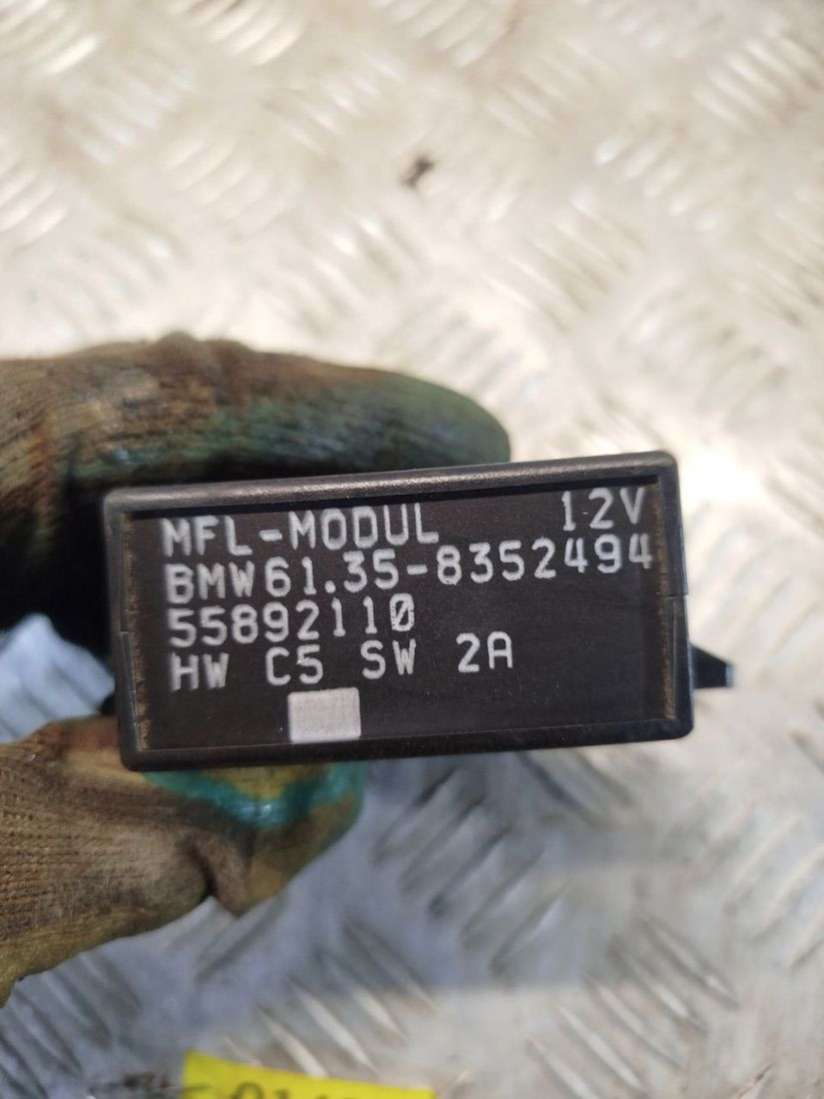 MFL-MODUL 12V
BMW61.35-8352494
55892110
HW C5 SW 2A